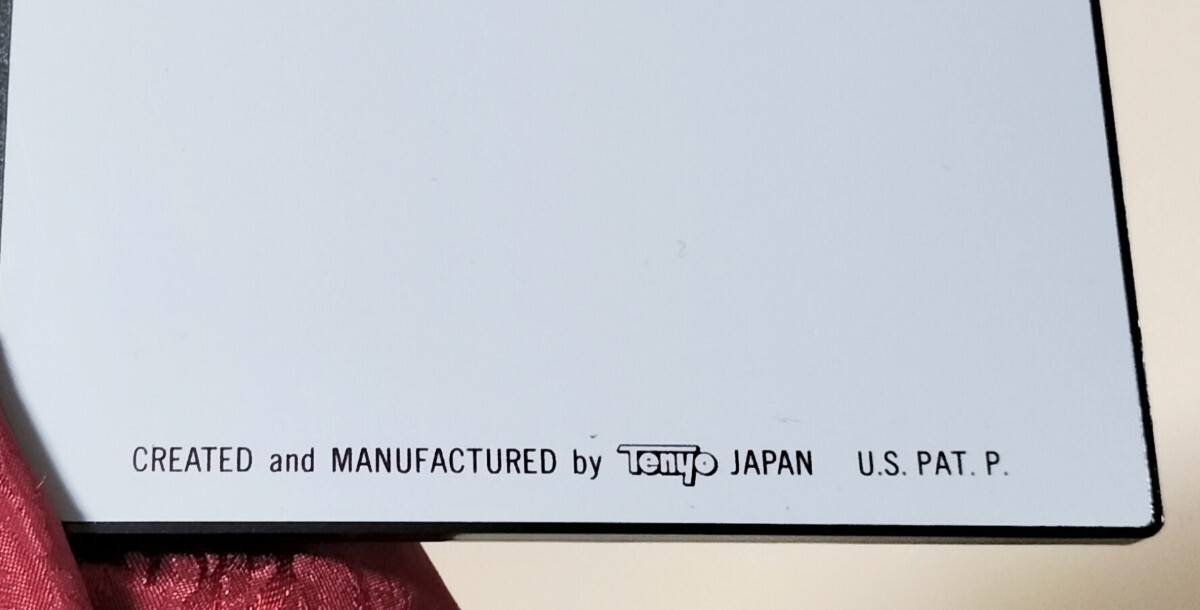 CREATED and MANUFACTURED by Tenyo JAPAN U.S. PAT. P.